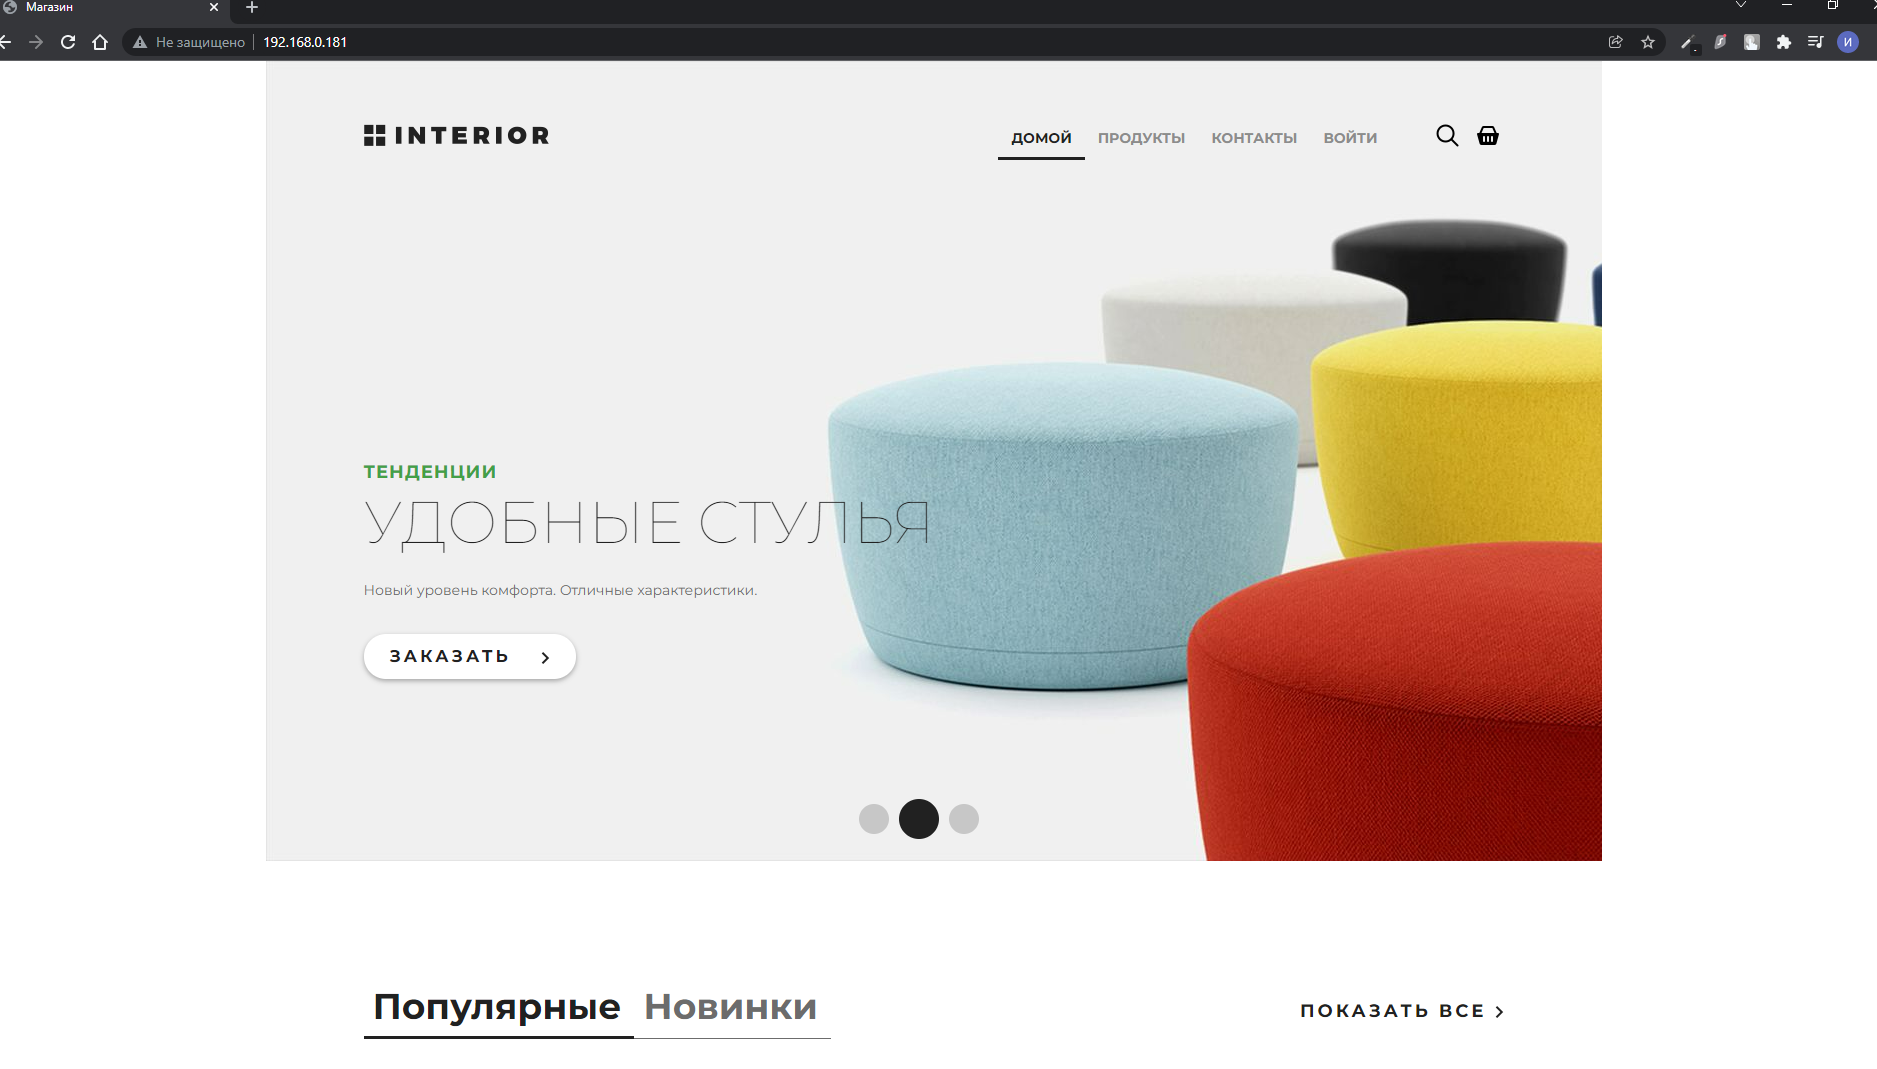 Магазин
Не защищено 192.168.0.181
И
INTERIOR
ДОМОЙ ПРОДУКТЫ КОНТАКТЫ ВОЙТИ
ТЕНДЕНЦИИ
УДОБНЫЕ СТУЛЬЯ
Новый уровень комфорта. Отличные характеристики.
ЗАКАЗАТЬ
Популярные Новинки
ПОКАЗАТЬ ВСЕ